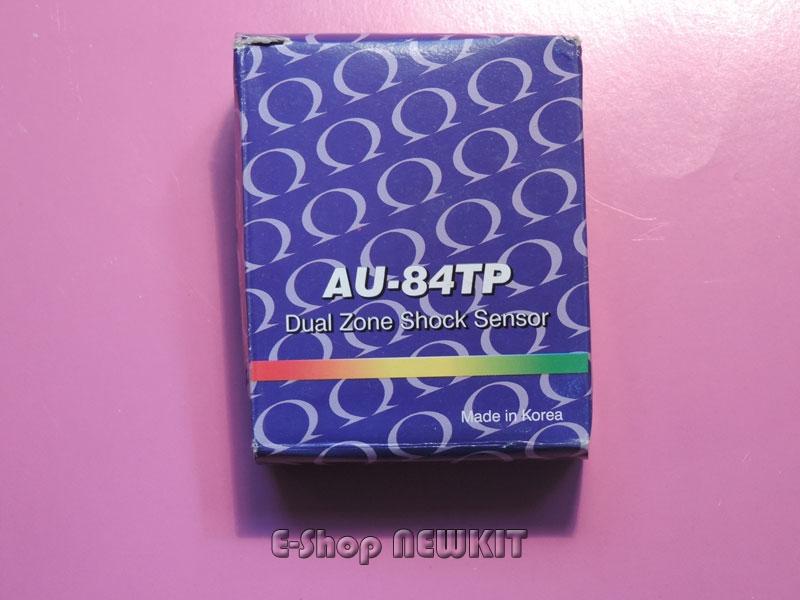 AU-84TP
Dual Zone Shock Sensor
Made in Korea
E-Shop NEWKIT